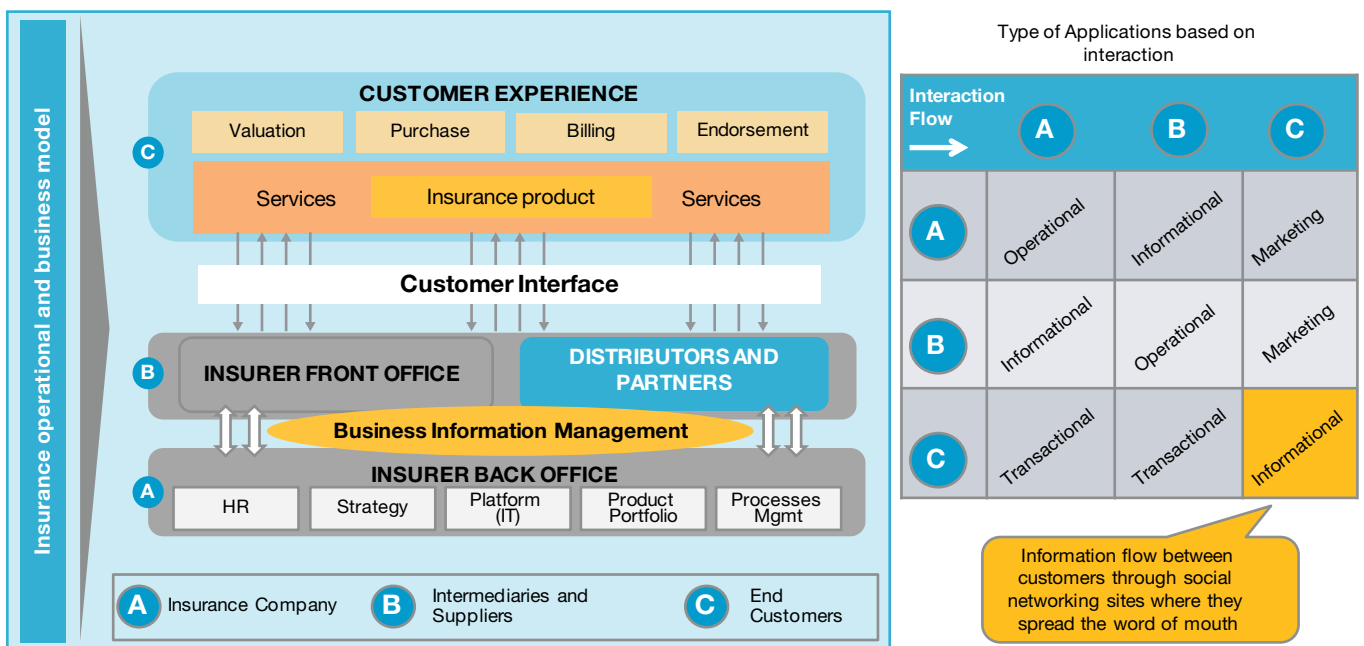 Insurance operational and business model
CUSTOMER EXPERIENCE
Valuation
Purchase
Billing
Endorsement
C
Services
Insurance product
Services
Customer Interface
B
INSURER FRONT OFFICE
DISTRIBUTORS AND
PARTNERS
Business Information Management
INSURER BACK OFFICE
A
HR
Strategy
Platform
(IT)
Product
Portfolio
Processes
Mgmt
A
Insurance Company
B
Intermediaries and
Suppliers
C
End
Customers
Type of Applications based on
interaction
Interaction
Flow
A
B
C
A
Operational
Informational
Marketing
B
Informational
Operational
Marketing
C
Transactional
Transactional
Informational
Information flow between
customers through social
networking sites where they
spread the word of mouth